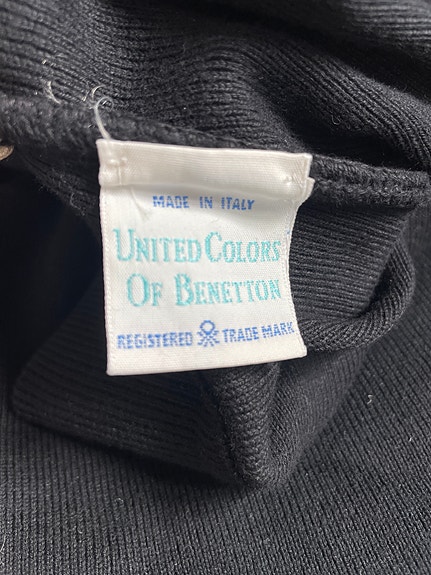 MADE IN ITALY
UNITED COLORS
OF BENETTON
REGISTERED TRADE MARK